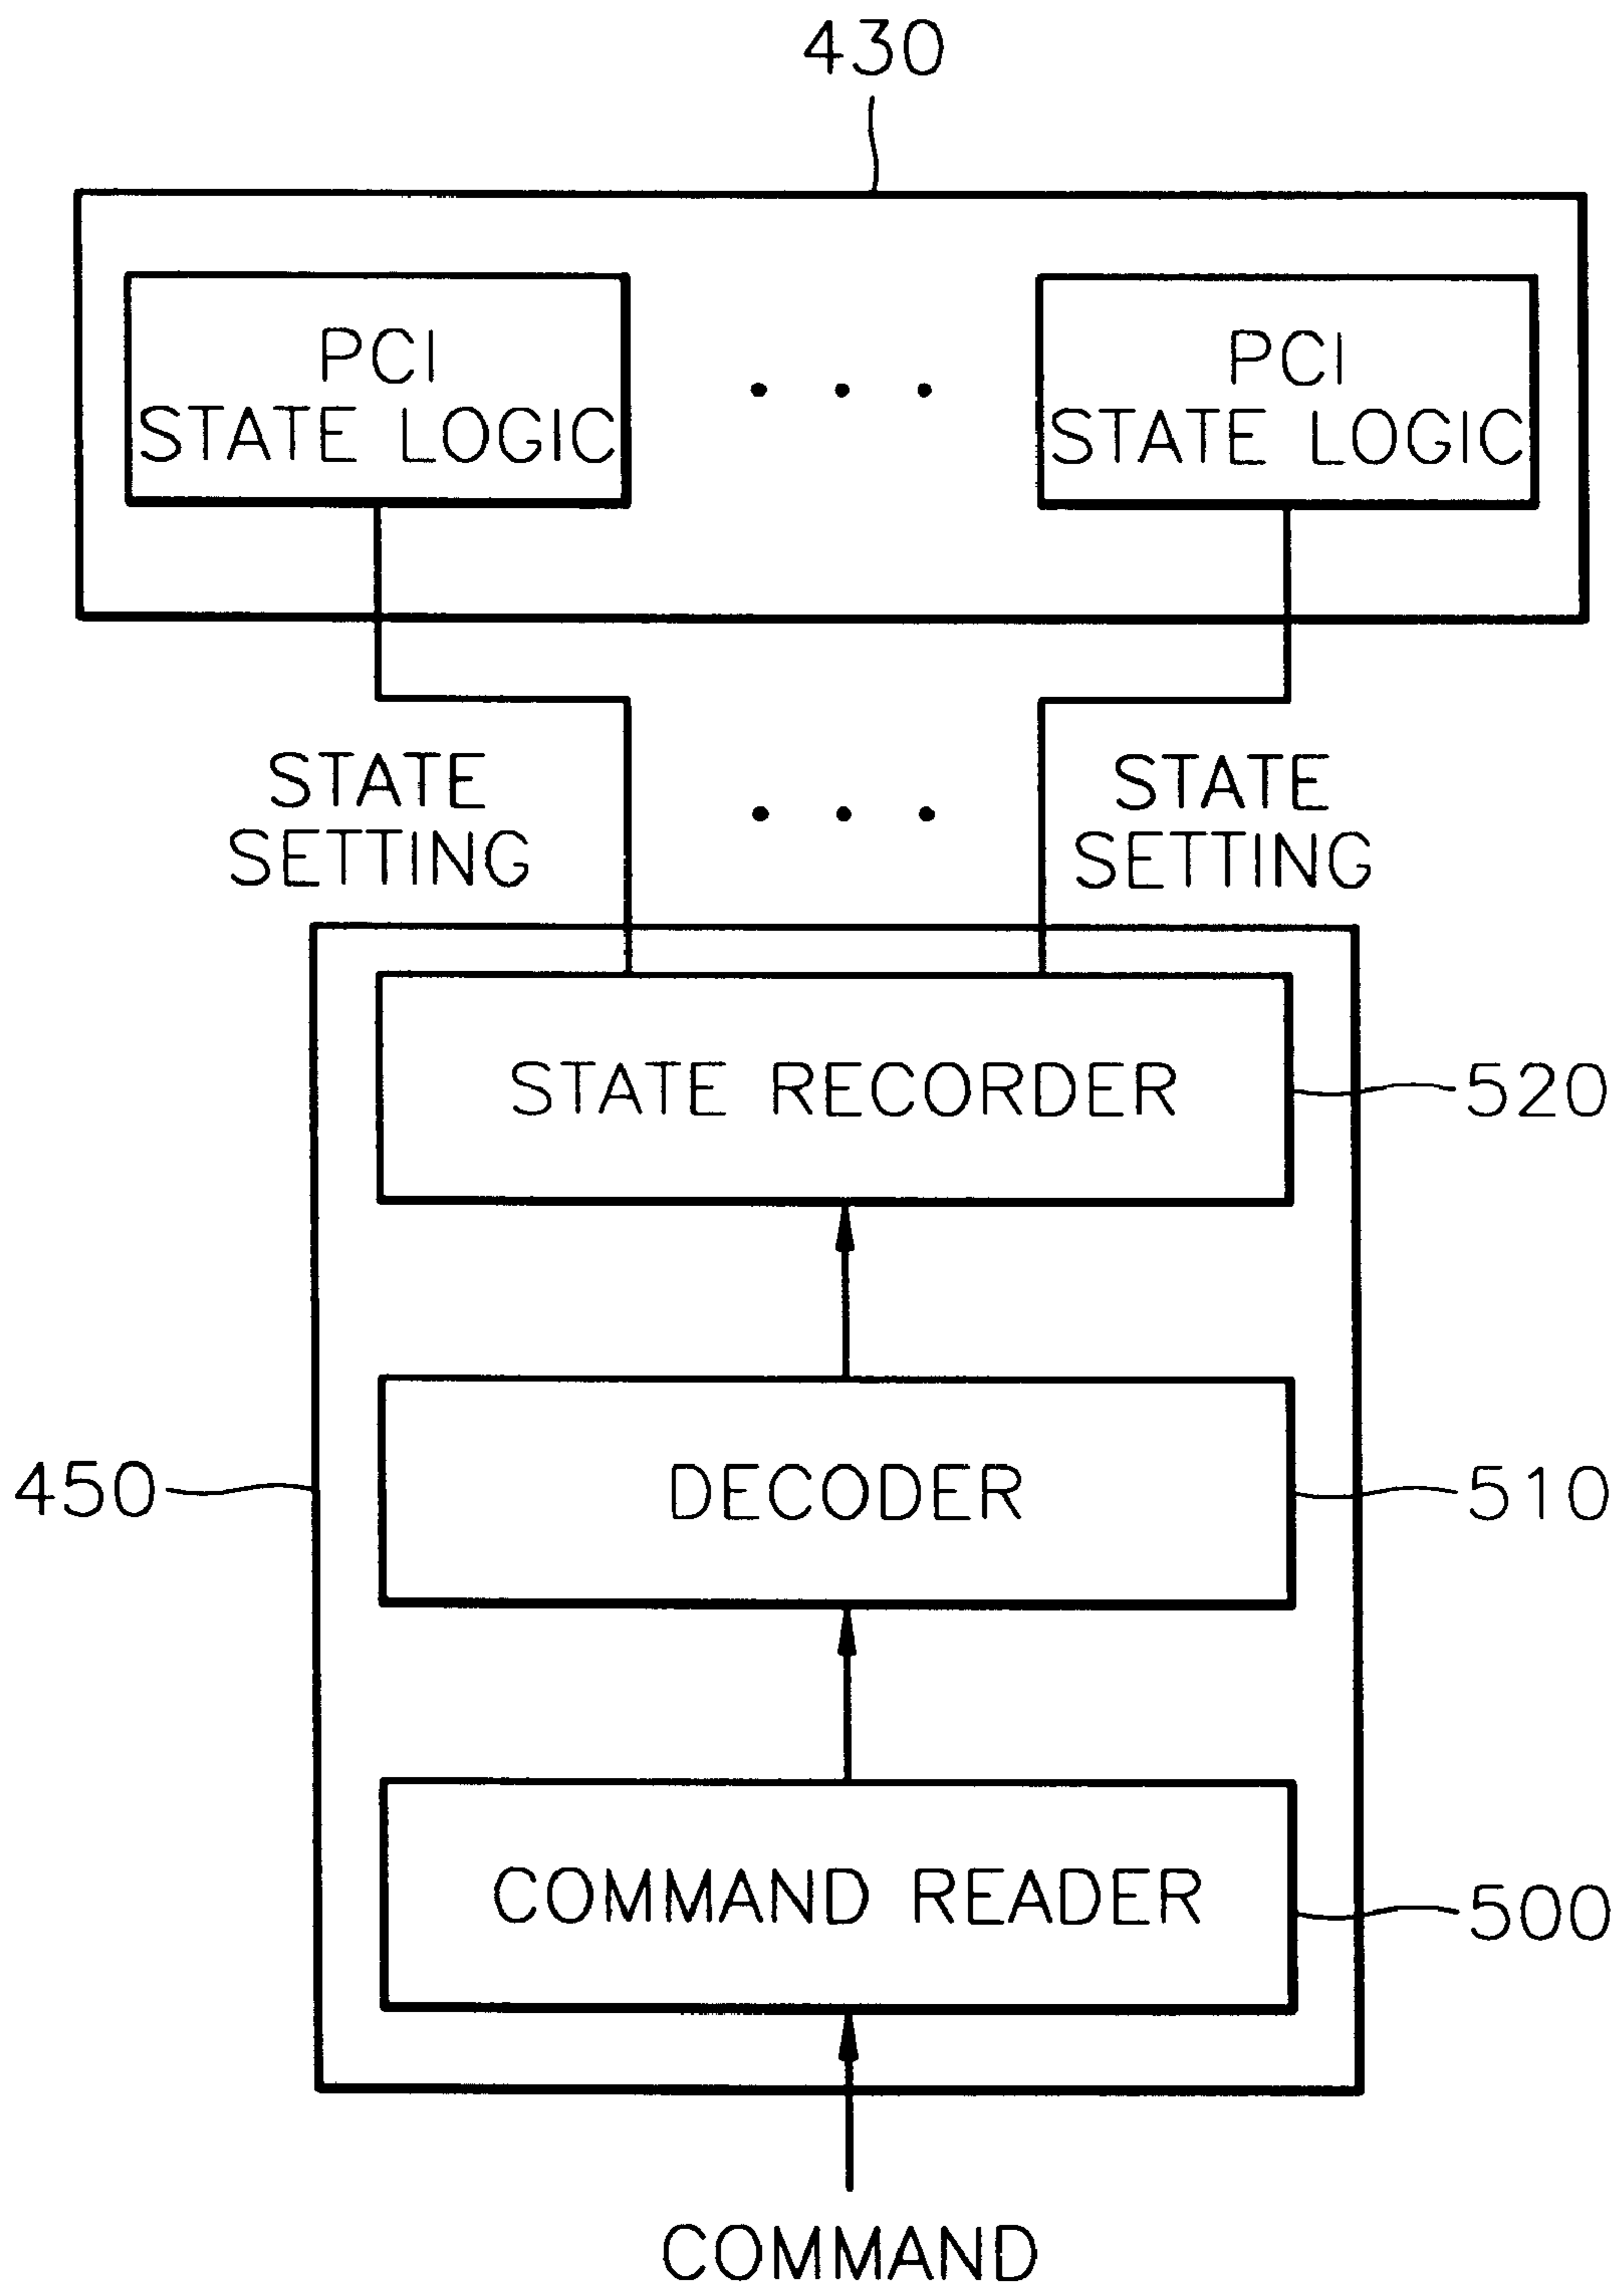 430
PCI
STATE LOGIC
PCI
STATE LOGIC
STATE
SETTING
STATE
SETTING
STATE RECORDER
520
DECODER
450
510
COMMAND READER
500
COMMAND